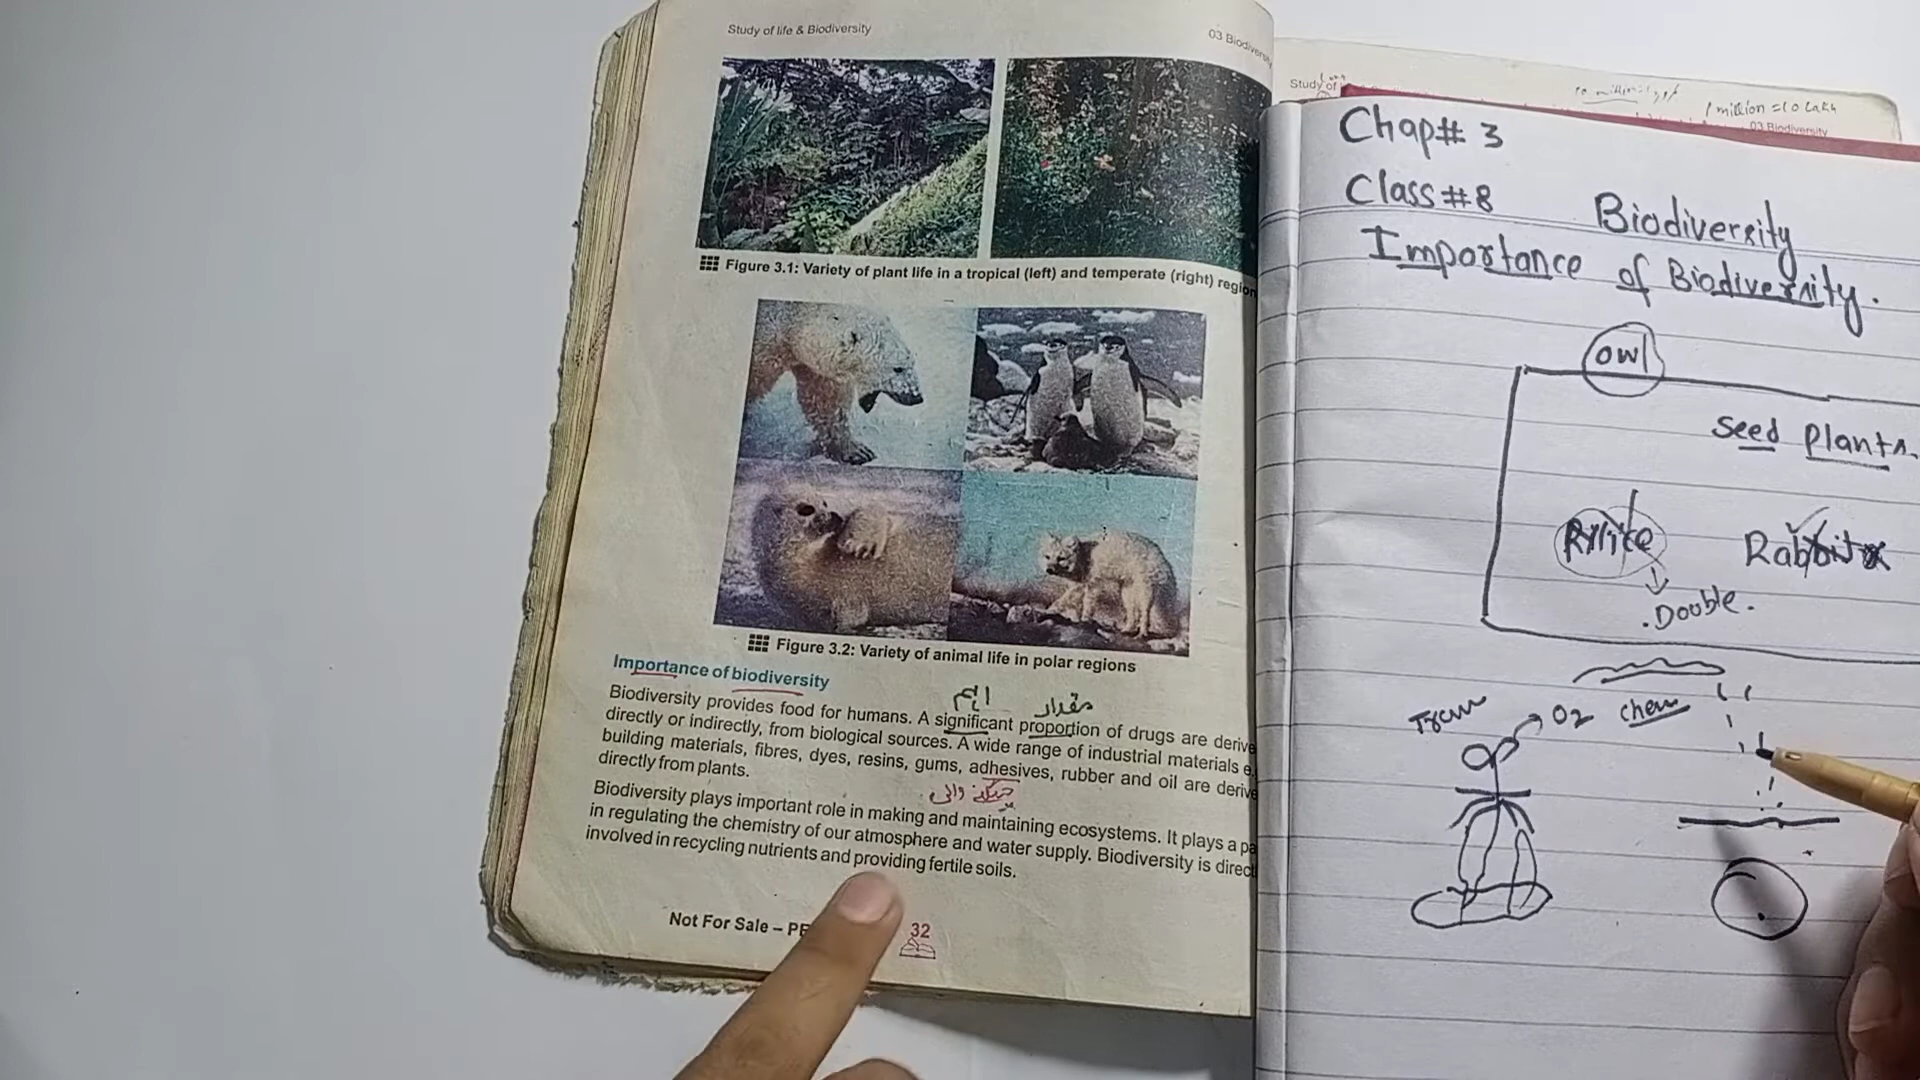 Study of life & Biodiversity
03 Biodiversity
Figure 3.1: Variety of plant life in a tropical (left) and temperate (right) region
Figure 3.2: Variety of animal life in polar regions
Importance of biodiversity
اہم مقدار
Biodiversity provides food for humans. A significant proportion of drugs are derive
directly or indirectly, from biological sources. A wide range of industrial materials e.
building materials, fibres, dyes, resins, gums, adhesives, rubber and oil are derive
directly from plants.
Biodiversity plays important role in making and maintaining ecosystems. It plays a pa
in regulating the chemistry of our atmosphere and water supply. Biodiversity is direct
involved in recycling nutrients and providing fertile soils.
Not For Sale – PE
32
Study of
1 million = 10 Lakh
03 Biodiversity
Chap# 3
Class#8
Biodiversity
Importance of Biodiversity.
owl
Seed Plants.
Rabbit
.Double.
O2 chem